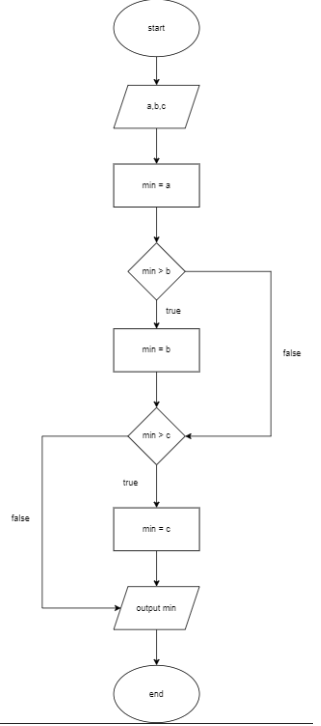 start
a,b,c
min = a
min > b
true
min = b
false
min > c
true
false
min = c
output min
end